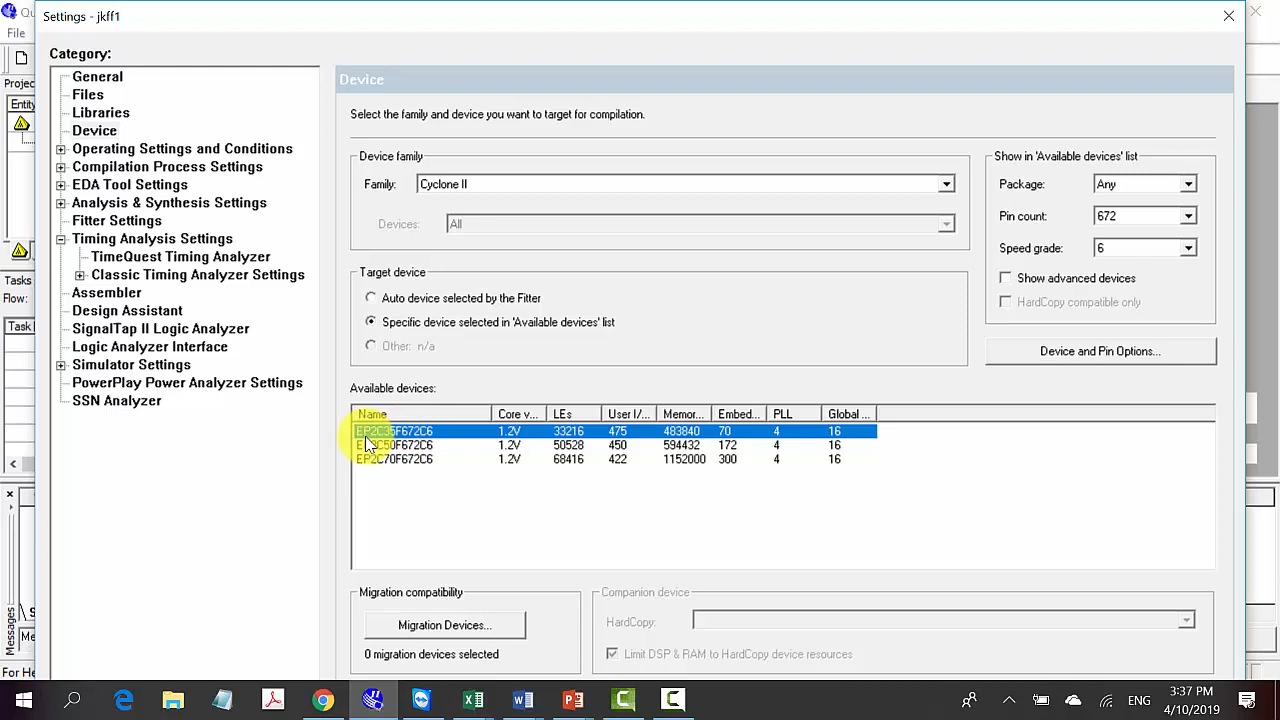 Settings - jkff1
Qu
File
Category:
General
Files
Libraries
Device
Operating Settings and Conditions
Compilation Process Settings
EDA Tool Settings
Analysis & Synthesis Settings
Fitter Settings
Timing Analysis Settings
TimeQuest Timing Analyzer
Classic Timing Analyzer Settings
Assembler
Design Assistant
SignalTap II Logic Analyzer
Logic Analyzer Interface
Simulator Settings
PowerPlay Power Analyzer Settings
SSN Analyzer
Projec
Entity
Tasks
Flow:
Task
Messages
S
Me
For He
Device
Select the family and device you want to target for compilation.
Device family
Family: Cyclone II
Devices: All
Show in 'Available devices' list
Package: Any
Pin count: 672
Speed grade: 6
Show advanced devices
HardCopy compatible only
Target device
Auto device selected by the Fitter
Specific device selected in 'Available devices' list
Other: n/a
Device and Pin Options...
Available devices:
Name Core v... LEs User I/... Memor... Embed... PLL Global ...
EP2C35F672C6 1.2V 33216 475 483840 70 4 16
EP2C50F672C6 1.2V 50528 450 594432 172 4 16
EP2C70F672C6 1.2V 68416 422 1152000 300 4 16
Migration compatibility
Migration Devices...
0 migration devices selected
Companion device
HardCopy:
Limit DSP & RAM to HardCopy device resources
ENG
3:37 PM
4/10/2019